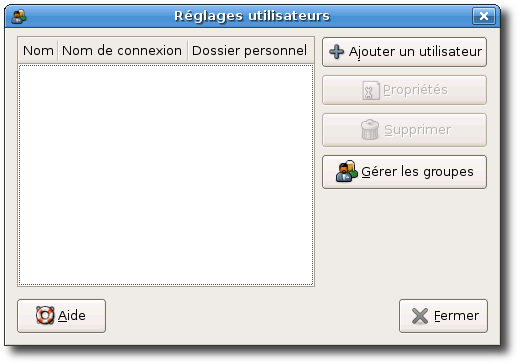 Réglages utilisateurs
Nom Nom de connexion Dossier personnel
Ajouter un utilisateur
Propriétés
Supprimer
Gérer les groupes
Aide
Fermer